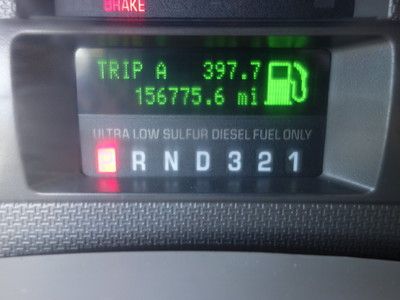 BRAKE
TRIP A 397.7
156775.6 mi
ULTRA LOW SULFUR DIESEL FUEL ONLY
R N D 3 2 1